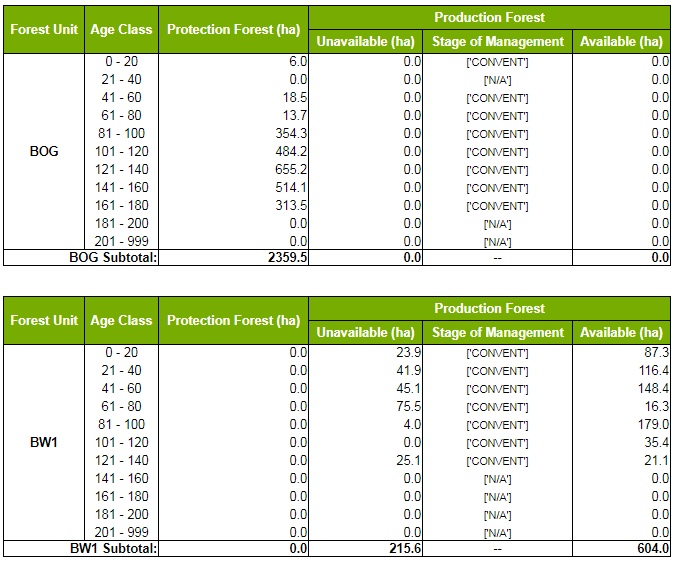 Forest Unit Age Class Protection Forest (ha) Production Forest
Unavailable (ha) Stage of Management Available (ha)
0 - 20 6.0 0.0 ['CONVENT'] 0.0
21 - 40 0.0 0.0 ['N/A'] 0.0
41 - 60 18.5 0.0 ['CONVENT'] 0.0
61 - 80 13.7 0.0 ['CONVENT'] 0.0
81 - 100 354.3 0.0 ['CONVENT'] 0.0
BOG 101 - 120 484.2 0.0 ['CONVENT'] 0.0
121 - 140 655.2 0.0 ['CONVENT'] 0.0
141 - 160 514.1 0.0 ['CONVENT'] 0.0
161 - 180 313.5 0.0 ['CONVENT'] 0.0
181 - 200 0.0 0.0 ['N/A'] 0.0
201 - 999 0.0 0.0 ['N/A'] 0.0
BOG Subtotal: 2359.5 0.0 -- 0.0
Forest Unit Age Class Protection Forest (ha) Production Forest
Unavailable (ha) Stage of Management Available (ha)
0 - 20 0.0 23.9 ['CONVENT'] 87.3
21 - 40 0.0 41.9 ['CONVENT'] 116.4
41 - 60 0.0 45.1 ['CONVENT'] 148.4
61 - 80 0.0 75.5 ['CONVENT'] 16.3
81 - 100 0.0 4.0 ['CONVENT'] 179.0
BW1 101 - 120 0.0 0.0 ['CONVENT'] 35.4
121 - 140 0.0 25.1 ['CONVENT'] 21.1
141 - 160 0.0 0.0 ['N/A'] 0.0
161 - 180 0.0 0.0 ['N/A'] 0.0
181 - 200 0.0 0.0 ['N/A'] 0.0
201 - 999 0.0 0.0 ['N/A'] 0.0
BW1 Subtotal: 0.0 215.6 -- 604.0